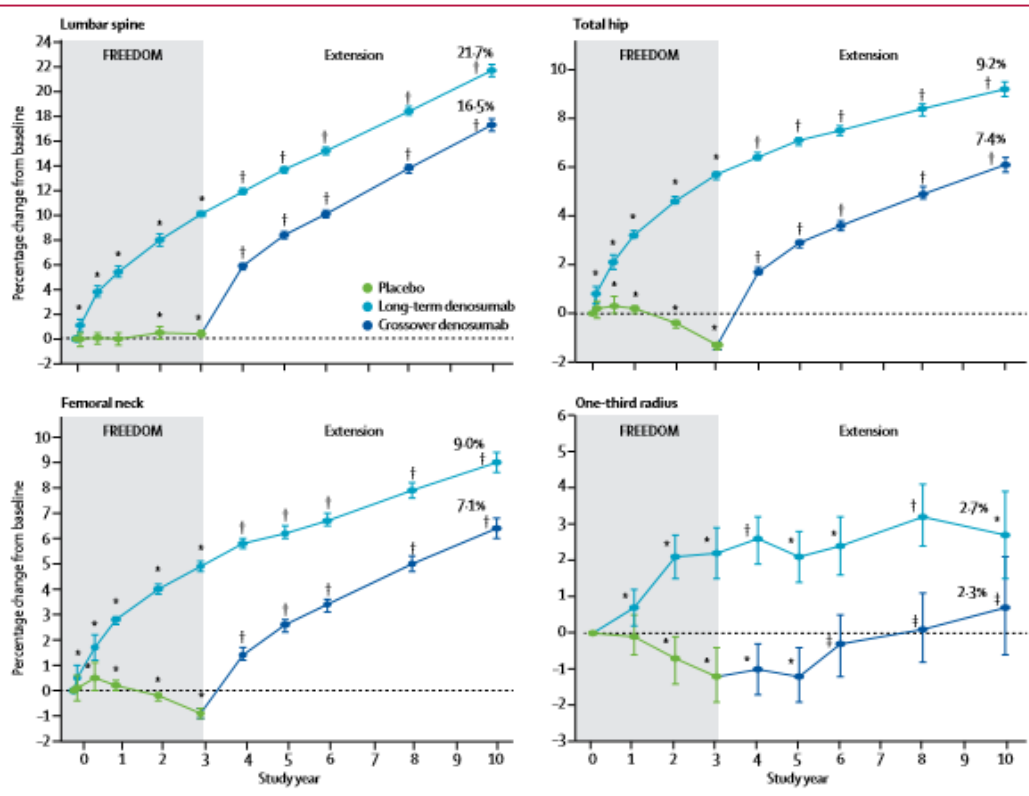 Lumbar spine
FREEDOM
Extension
Percentage change from baseline
24
22
20
18
16
14
12
10
8
6
4
2
0
−2
21·7%
†
16·5%
†
* * * * * † † † † 
* * † † † †
Placebo
Long-term denosumab
Crossover denosumab
Total hip
FREEDOM
Extension
10
8
6
4
2
0
−2
9·2%
†
7·4%
†
* * * * * † † † †
* * * * † † † †
Femoral neck
FREEDOM
Extension
Percentage change from baseline
10
9
8
7
6
5
4
3
2
1
0
−1
−2
9·0%
†
7·1%
†
* * * * * † † † †
* * * * † † † †
0 1 2 3 4 5 6 7 8 9 10
Study year
One-third radius
FREEDOM
Extension
6
5
4
3
2
1
0
−1
−2
−3
2·7%
*
2·3%
‡
* * * † * * †
* * * * ‡ ‡
0 1 2 3 4 5 6 7 8 9 10
Study year